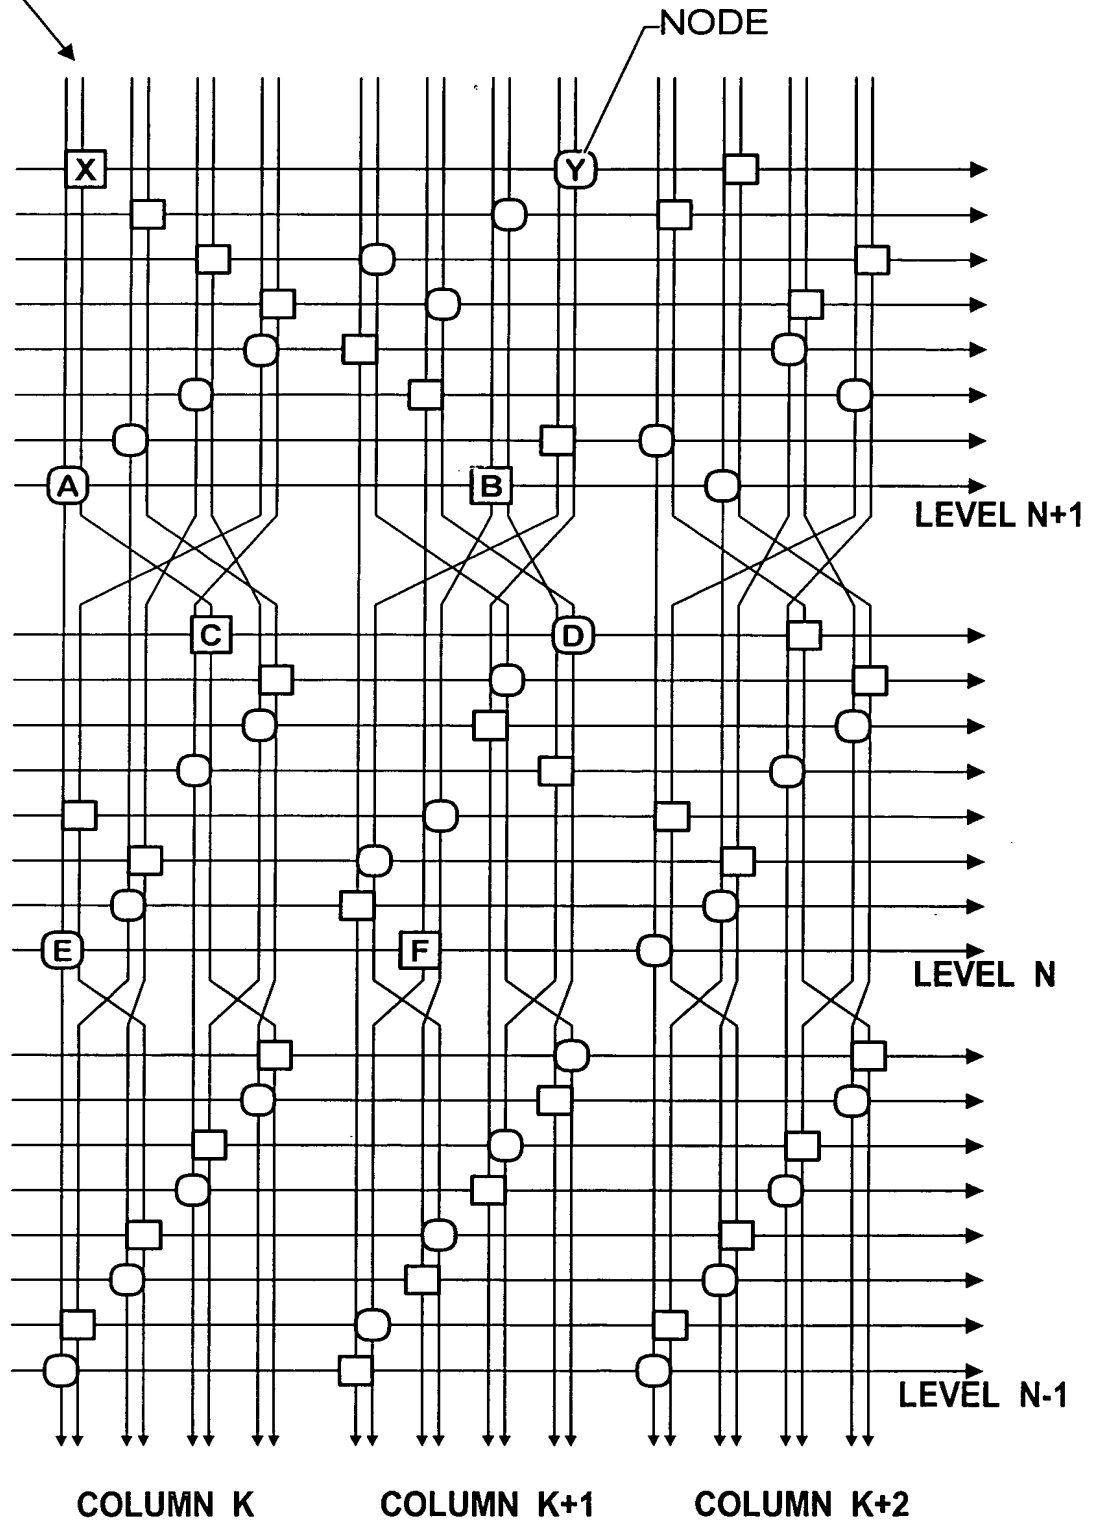 NODE
X Y
A B
LEVEL N+1
C D
E F
LEVEL N
LEVEL N-1
COLUMN K COLUMN K+1 COLUMN K+2